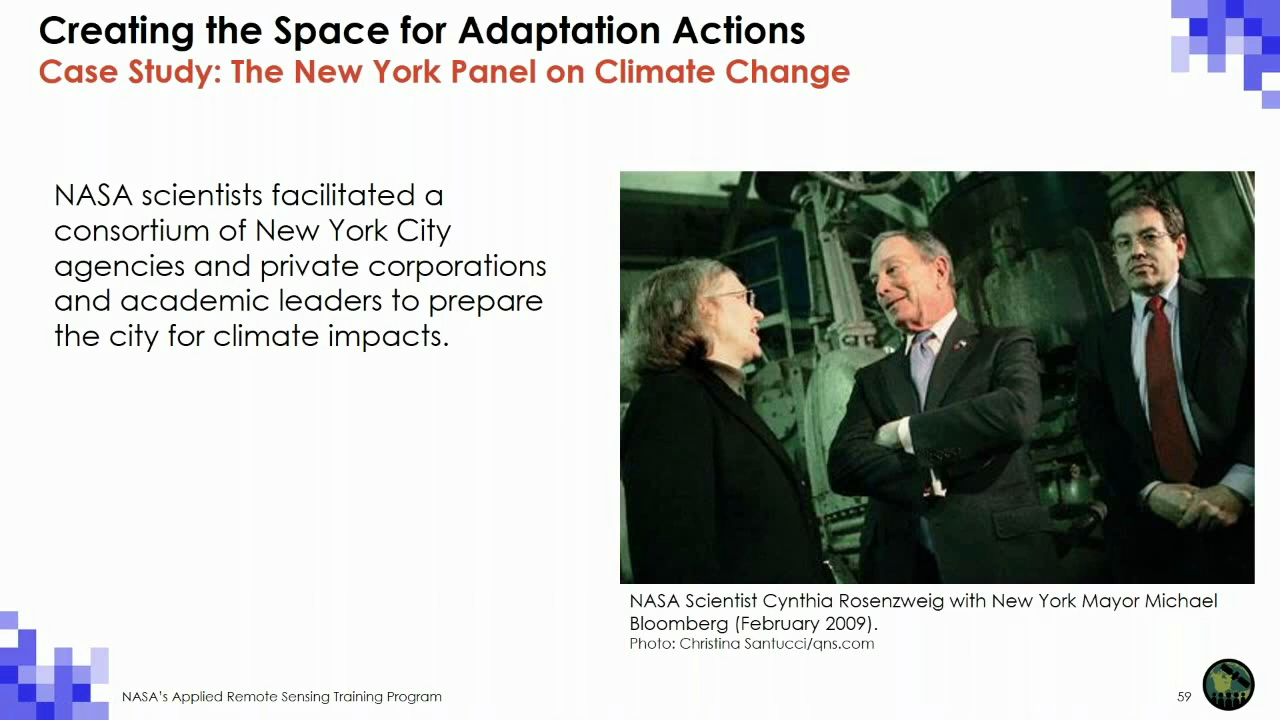 Creating the Space for Adaptation Actions
Case Study: The New York Panel on Climate Change
NASA scientists facilitated a
consortium of New York City
agencies and private corporations
and academic leaders to prepare
the city for climate impacts.
NASA Scientist Cynthia Rosenzweig with New York Mayor Michael
Bloomberg (February 2009).
Photo: Christina Santucci/qns.com
NASA's Applied Remote Sensing Training Program
59